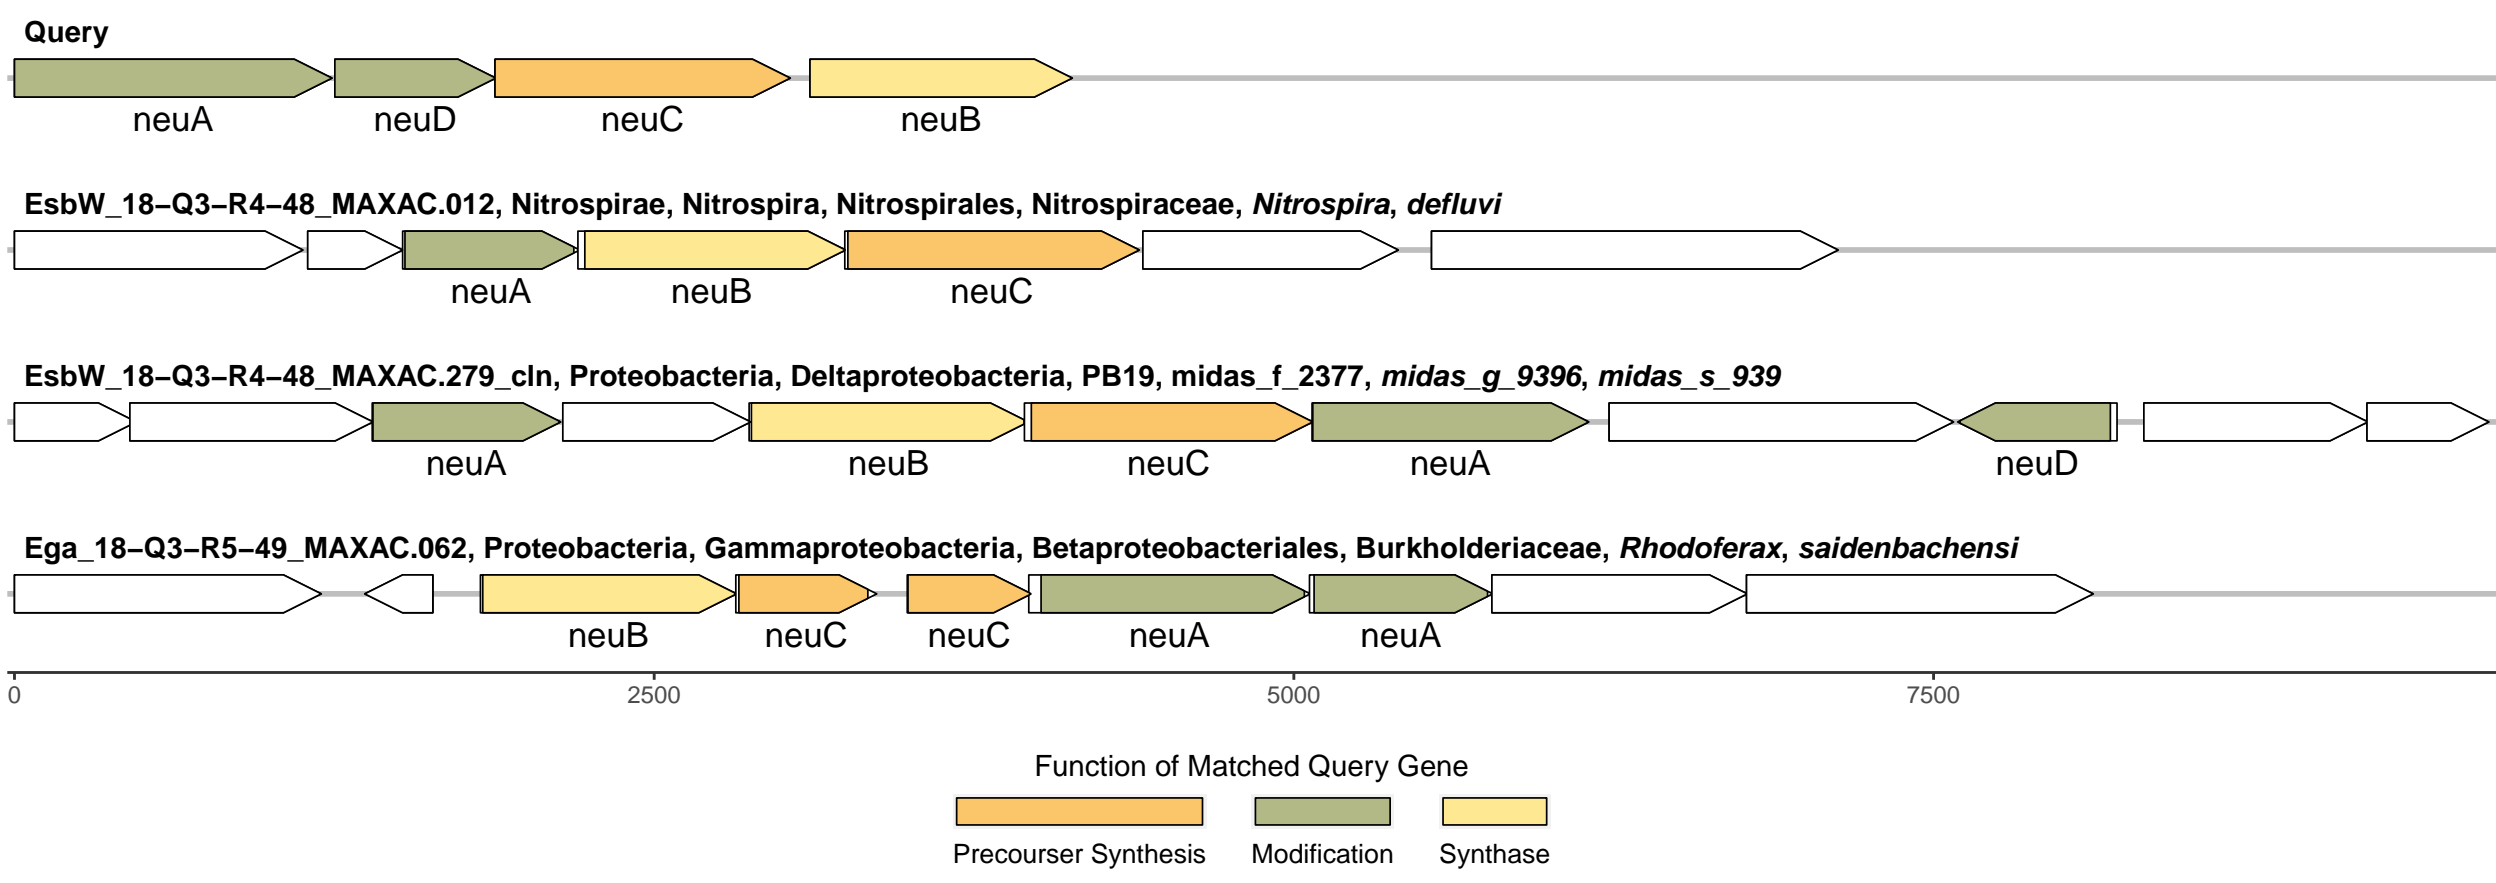 Query
neuA neuD neuC neuB
EsbW_18−Q3−R4−48_MAXAC.012, Nitrospirae, Nitrospira, Nitrospirales, Nitrospiraceae, Nitrospira, defluvi
neuA neuB neuC
EsbW_18−Q3−R4−48_MAXAC.279_cln, Proteobacteria, Deltaproteobacteria, PB19, midas_f_2377, midas_g_9396, midas_s_939
neuA neuB neuC neuA neuD
Ega_18−Q3−R5−49_MAXAC.062, Proteobacteria, Gammaproteobacteria, Betaproteobacteriales, Burkholderiaceae, Rhodoferax, saidenbachensi
neuB neuC neuC neuA neuA
0 2500 5000 7500
Function of Matched Query Gene
Precourser Synthesis Modification Synthase